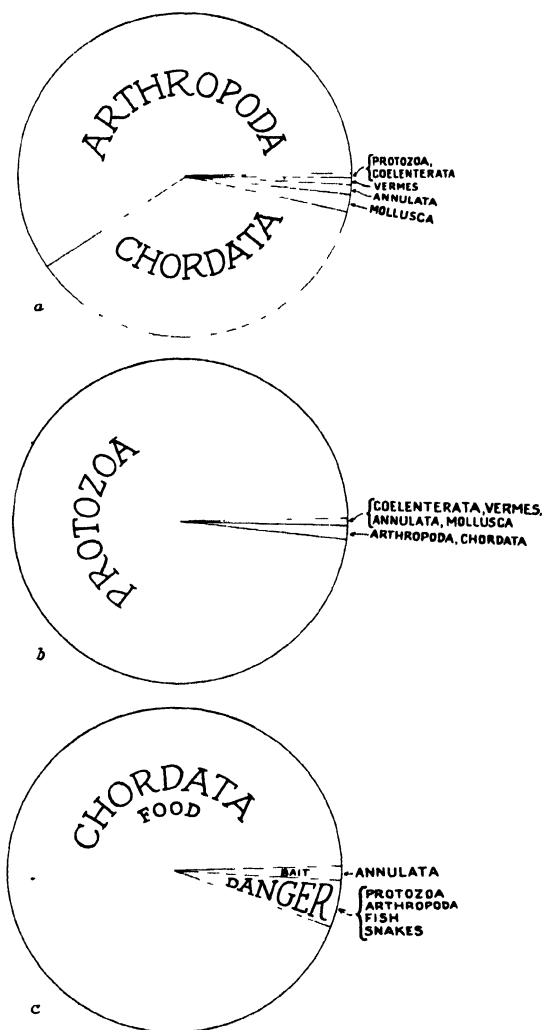 ARTHROPODA
PROTOZOA,
COELENTERATA
VERMES
ANNULATA
MOLLUSCA
CHORDATA
a
PROTOZOA
COELENTERATA, VERMES,
ANNULATA, MOLLUSCA
ARTHROPODA, CHORDATA
b
CHORDATA
FOOD
BAIT
ANNULATA
DANGER
PROTOZOA
ARTHROPODA
FISH
SNAKES
c